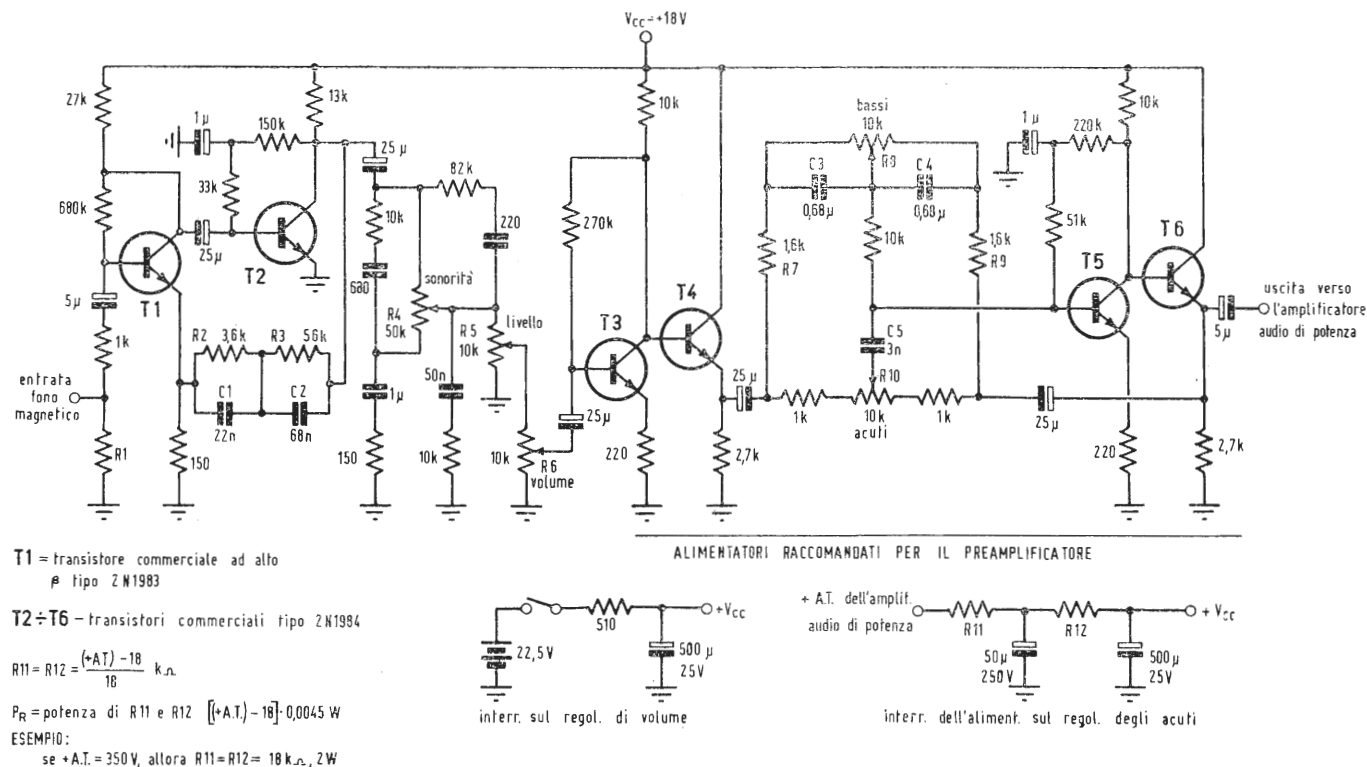 Vcc=+18V
27k
1µ
150k
13k
10k
bassi
10k
R8
1µ
220k
10k
25µ
82k
C3
0,68µ
C4
0,68µ
680k
33k
25µ
T1
T2
10k
680
sonorità
R4
50k
220
270k
1,6k
R7
10k
1,6k
R9
51k
T5
T6
5µ
1k
R5
10k
livello
T3
T4
C5
3n
uscita verso
l'amplificatore
audio di potenza
5µ
R2
3,6k
R3
56k
C1
22n
C2
68n
entrata
fono
magnetico
1µ
50n
25µ
25µ
R10
1k
10k
acuti
1k
25µ
R1
150
150
10k
10k
R6
volume
220
2,7k
220
2,7k
T1 = transistore commerciale ad alto
β tipo 2N1983
T2÷T6 – transistori commerciali tipo 2N1984
R11 = R12 = (+AT) – 18 / 18 kΩ
PR = potenza di R11 e R12 [(+A.T.) – 18]· 0,0045 W
ESEMPIO:
se +A.T. = 350 V, allora R11 = R12 = 18 kΩ, 2W
ALIMENTATORI RACCOMANDATI PER IL PREAMPLIFICATORE
22,5V
510
+Vcc
500µ
25V
interr. sul regol. di volume
+ A.T. dell'amplif.
audio di potenza
R11
R12
+ Vcc
50µ
250V
500µ
25V
interr. dell'aliment. sul regol. degli acuti